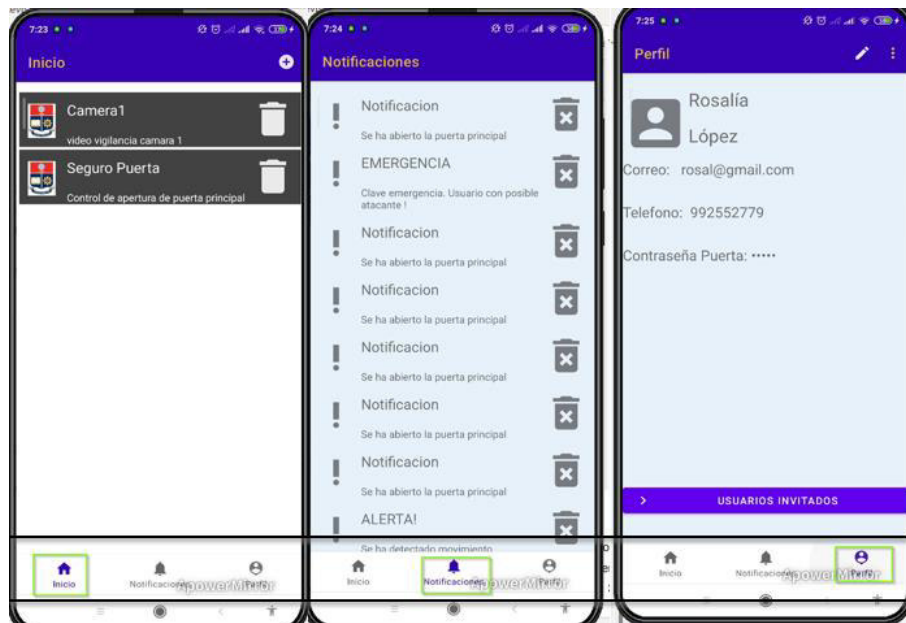 7:23
Inicio
Camera1
video vigilancia camara 1
Seguro Puerta
Control de apertura de puerta principal
Inicio
Notificaciones
Perfil
ApowerMirror
7:24
Notificaciones
Notificacion
Se ha abierto la puerta principal
EMERGENCIA
Clave emergencia. Usuario con posible
atacante !
Notificacion
Se ha abierto la puerta principal
Notificacion
Se ha abierto la puerta principal
Notificacion
Se ha abierto la puerta principal
Notificacion
Se ha abierto la puerta principal
Notificacion
Se ha abierto la puerta principal
ALERTA!
Se ha detectado movimiento
Inicio
Notificaciones
Perfil
ApowerMirror
7:25
Perfil
Rosalía
López
Correo: rosal@gmail.com
Telefono: 992552779
Contraseña Puerta: •••••
USUARIOS INVITADOS
Inicio
Notificaciones
Perfil
ApowerMirror